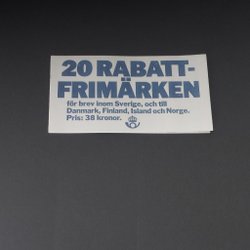 20 RABATT-
FRIMÄRKEN
för brev inom Sverige, och till
Danmark, Finland, Island och Norge.
Pris: 38 kronor.